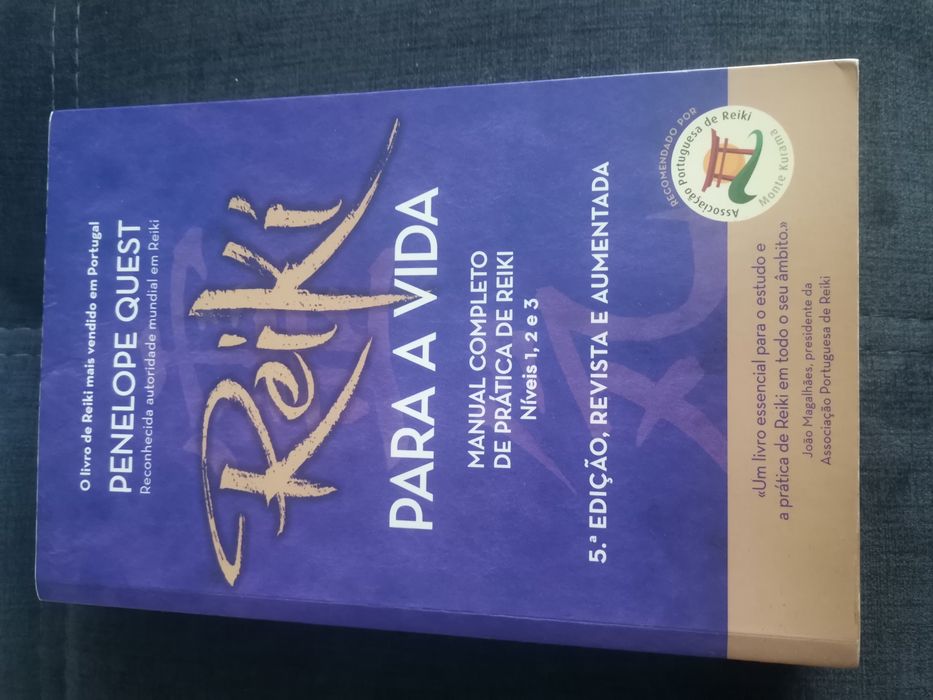 O livro de Reiki mais vendido em Portugal
PENELOPE QUEST
Reconhecida autoridade mundial em Reiki
Reiki
PARA A VIDA
MANUAL COMPLETO
DE PRÁTICA DE REIKI
Níveis 1, 2 e 3
5.ª EDIÇÃO, REVISTA E AUMENTADA
RECOMENDADO POR
Associação Portuguesa de Reiki
Monte Kurama
«Um livro essencial para o estudo e
a prática de Reiki em todo o seu âmbito.»
João Magalhães, presidente da
Associação Portuguesa de Reiki